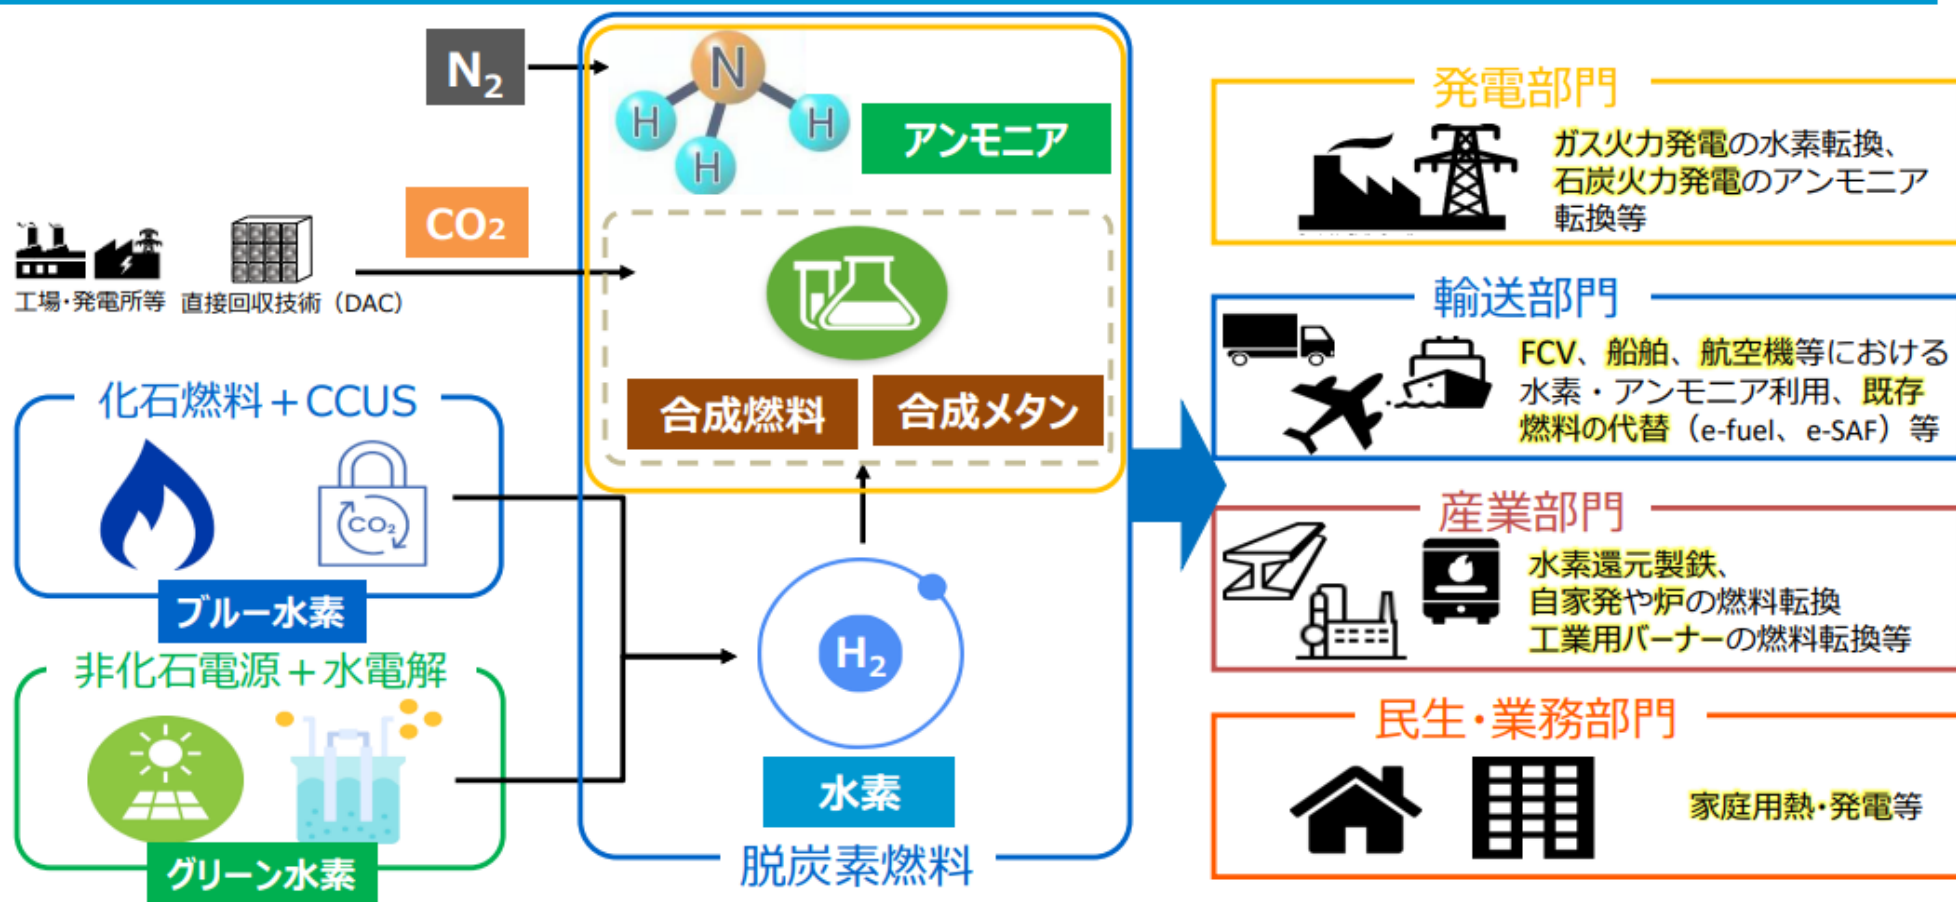 N2
N
H
H
H
アンモニア
CO2
工場・発電所等
直接回収技術（DAC）
合成燃料
合成メタン
化石燃料＋CCUS
CO2
ブルー水素
非化石電源＋水電解
グリーン水素
H2
水素
脱炭素燃料
発電部門
ガス火力発電の水素転換、
石炭火力発電のアンモニア
転換等
輸送部門
FCV、船舶、航空機等における
水素・アンモニア利用、既存
燃料の代替（e-fuel、e-SAF）等
産業部門
水素還元製鉄、
自家発や炉の燃料転換
工業用バーナーの燃料転換等
民生・業務部門
家庭用熱・発電等